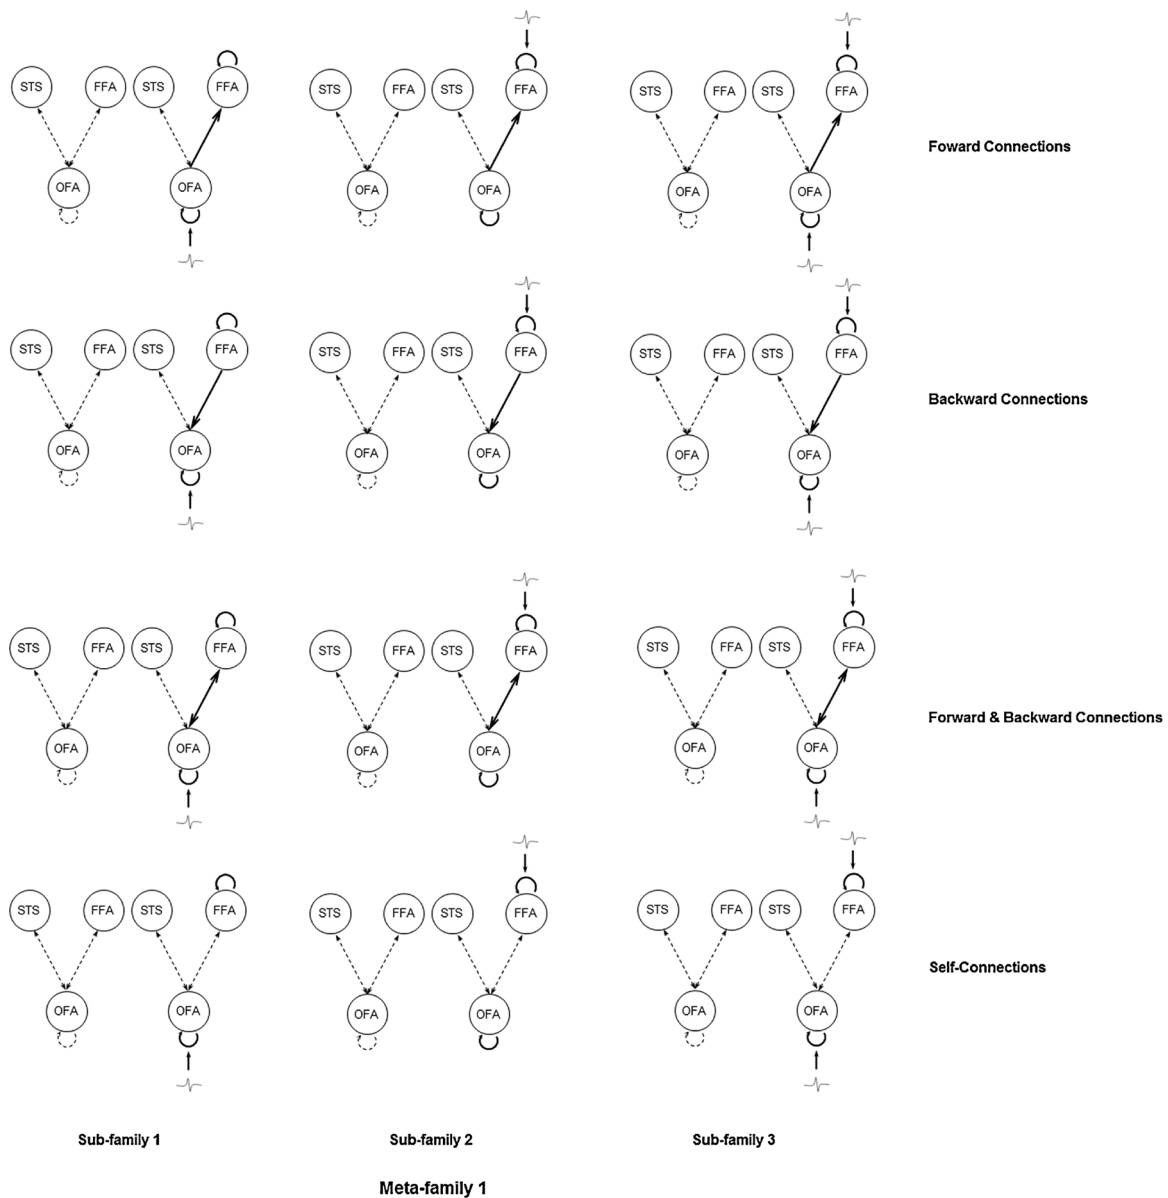 STS FFA STS FFA STS FFA STS FFA STS FFA STS FFA
Foward Connections
OFA OFA OFA OFA OFA OFA
STS FFA STS FFA STS FFA STS FFA STS FFA STS FFA
Backward Connections
OFA OFA OFA OFA OFA OFA
STS FFA STS FFA STS FFA STS FFA STS FFA STS FFA
Forward & Backward Connections
OFA OFA OFA OFA OFA OFA
STS FFA STS FFA STS FFA STS FFA STS FFA STS FFA
Self-Connections
OFA OFA OFA OFA OFA OFA
Sub-family 1 Sub-family 2 Sub-family 3
Meta-family 1